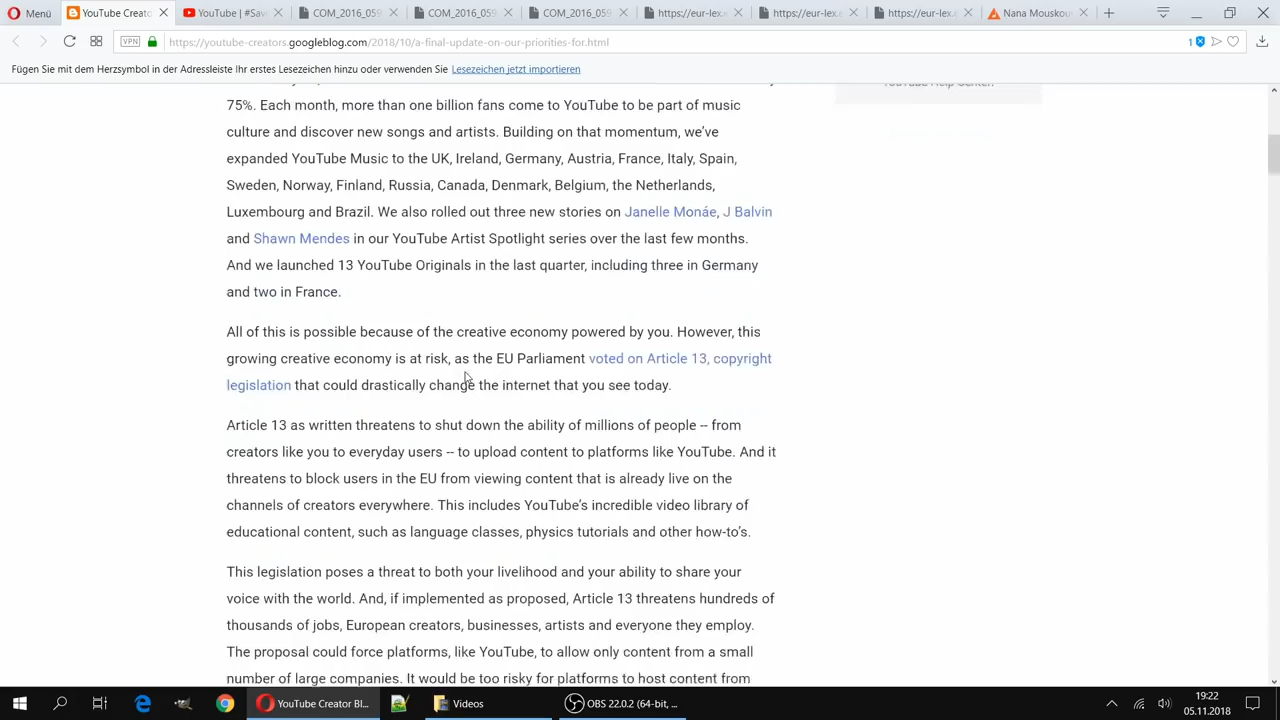 Menü
YouTube Creato
YouTube | #Save
COM_2016_059
COM_2016_059
COM_2016_059
https://eur-lex.e
https://eur-lex.e
https://eur-lex.e
Nana Mouskou
VPN
https://youtube-creators.googleblog.com/2018/10/a-final-update-on-our-priorities-for.html
1
Fügen Sie mit dem Herzsymbol in der Adressleiste Ihr erstes Lesezeichen hinzu oder verwenden Sie Lesezeichen jetzt importieren
YouTube Help Center.
75%. Each month, more than one billion fans come to YouTube to be part of music
culture and discover new songs and artists. Building on that momentum, we've
expanded YouTube Music to the UK, Ireland, Germany, Austria, France, Italy, Spain,
Sweden, Norway, Finland, Russia, Canada, Denmark, Belgium, the Netherlands,
Luxembourg and Brazil. We also rolled out three new stories on Janelle Monáe, J Balvin
and Shawn Mendes in our YouTube Artist Spotlight series over the last few months.
And we launched 13 YouTube Originals in the last quarter, including three in Germany
and two in France.
All of this is possible because of the creative economy powered by you. However, this
growing creative economy is at risk, as the EU Parliament voted on Article 13, copyright
legislation that could drastically change the internet that you see today.
Article 13 as written threatens to shut down the ability of millions of people -- from
creators like you to everyday users -- to upload content to platforms like YouTube. And it
threatens to block users in the EU from viewing content that is already live on the
channels of creators everywhere. This includes YouTube's incredible video library of
educational content, such as language classes, physics tutorials and other how-to's.
This legislation poses a threat to both your livelihood and your ability to share your
voice with the world. And, if implemented as proposed, Article 13 threatens hundreds of
thousands of jobs, European creators, businesses, artists and everyone they employ.
The proposal could force platforms, like YouTube, to allow only content from a small
number of large companies. It would be too risky for platforms to host content from
YouTube Creator Bl...
Videos
OBS 22.0.2 (64-bit, ...
19:22
05.11.2018